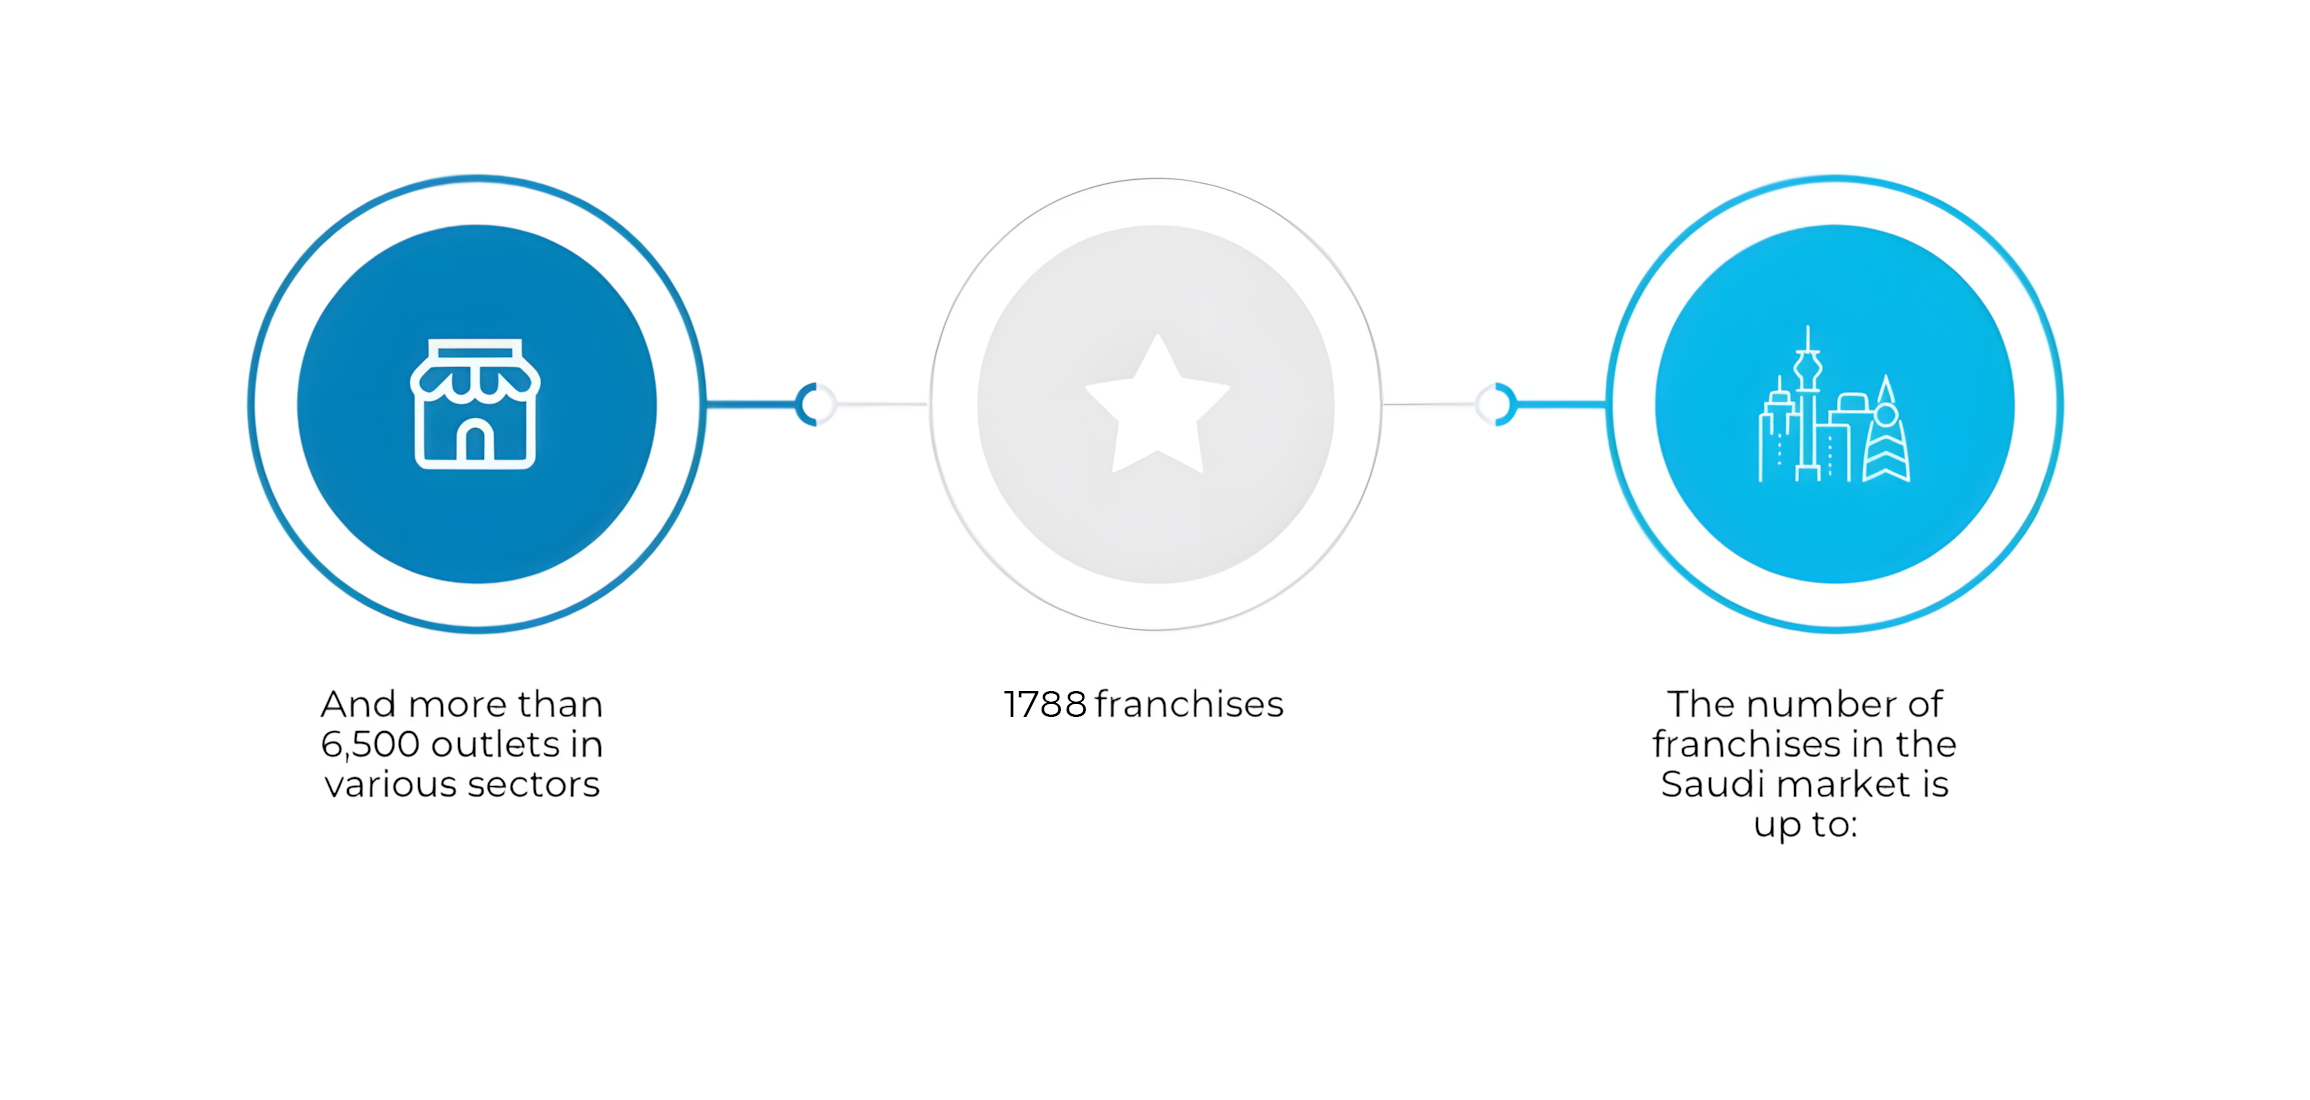 And more than
6,500 outlets in
various sectors
1788 franchises
The number of
franchises in the
Saudi market is
up to: